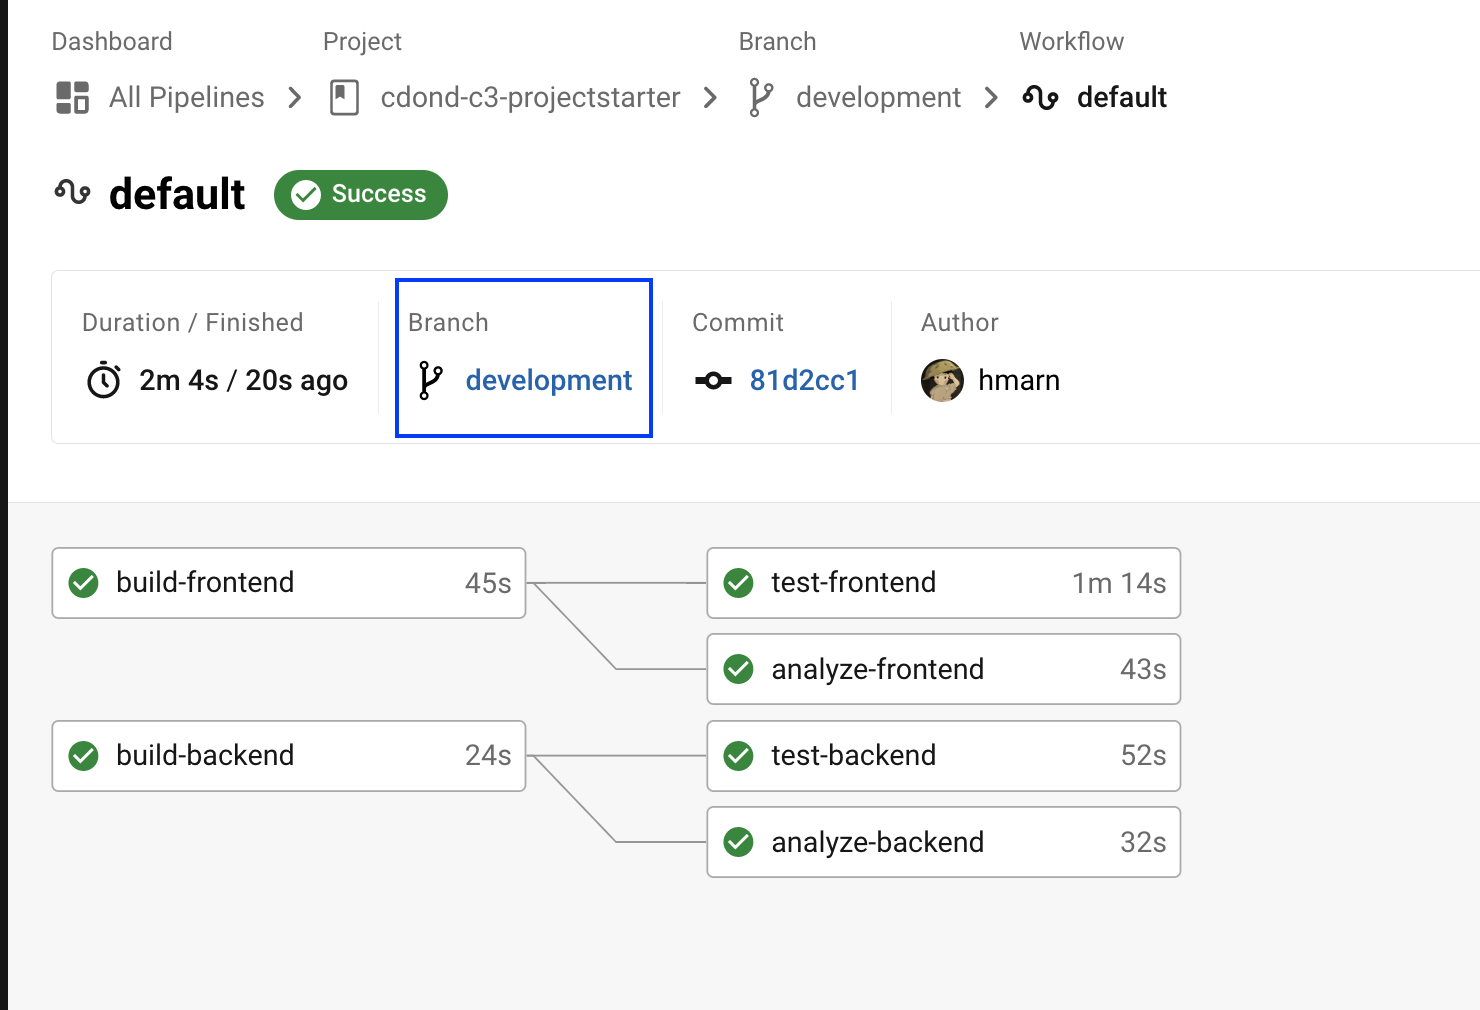 Dashboard Project Branch Workflow
All Pipelines cdond-c3-projectstarter development default
default Success
Duration / Finished Branch Commit Author
2m 4s / 20s ago development 81d2cc1 hmarn
build-frontend 45s test-frontend 1m 14s
analyze-frontend 43s
build-backend 24s test-backend 52s
analyze-backend 32s